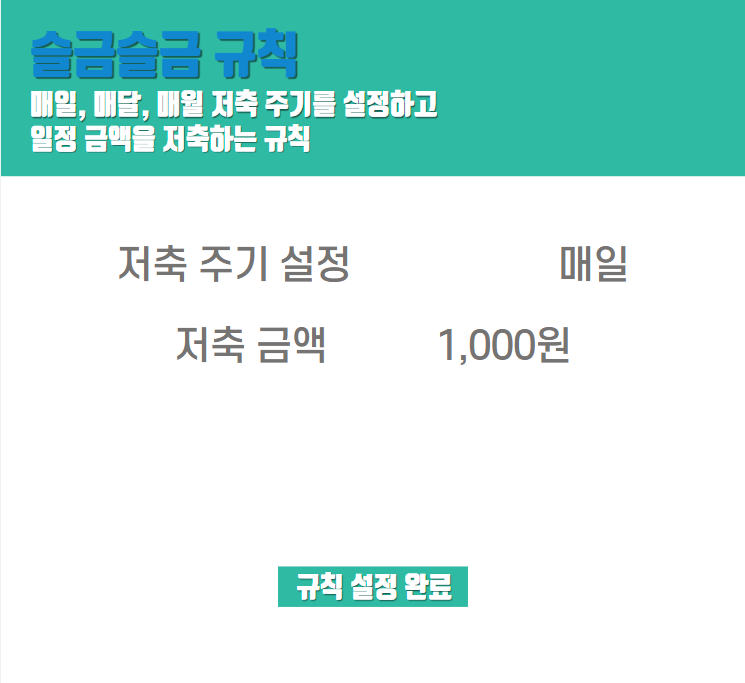 슬금슬금 규칙
매일, 매달, 매월 저축 주기를 설정하고
일정 금액을 저축하는 규칙
저축 주기 설정 매일
저축 금액 1,000원
규칙 설정 완료